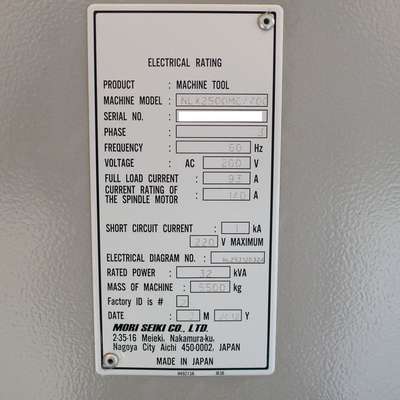 ELECTRICAL RATING
PRODUCT : MACHINE TOOL
MACHINE MODEL : NLX2500MC/700
SERIAL NO. :
PHASE : 3
FREQUENCY : 60 Hz
VOLTAGE : AC 200 V
FULL LOAD CURRENT : 93 A
CURRENT RATING OF THE SPINDLE MOTOR : A
SHORT CIRCUIT CURRENT : 1 kA
220 V MAXIMUM
ELECTRICAL DIAGRAM NO. :
RATED POWER : 32 kVA
MASS OF MACHINE : 5500 kg
Factory ID is # 2
DATE : M Y
MORI SEIKI CO., LTD.
2-35-16 Meieki, Nakamura-ku,
Nagoya City Aichi 450-0002, JAPAN
MADE IN JAPAN